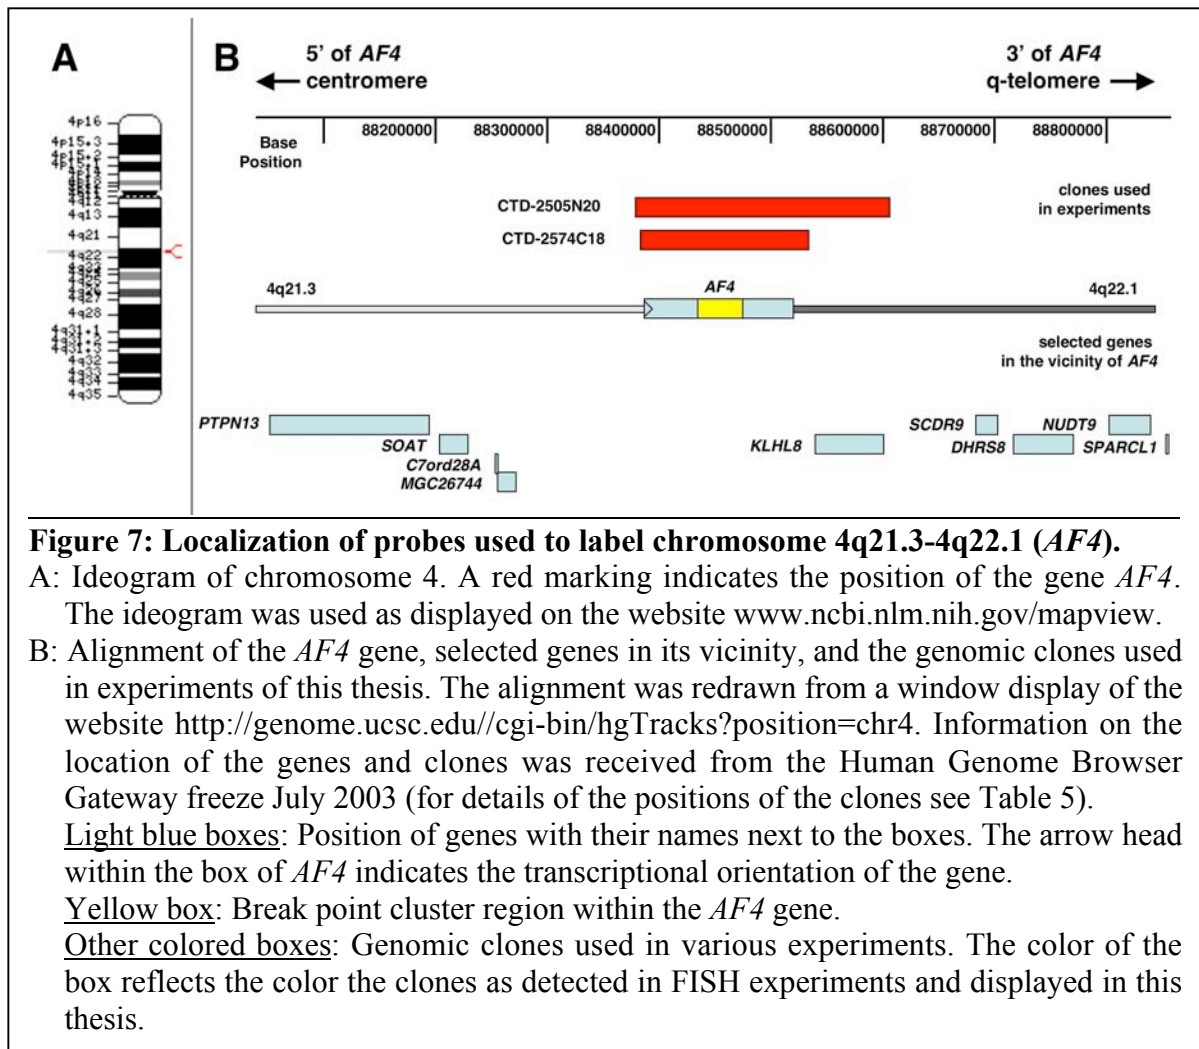 A
4p16
4p15.3
4p15.2
4p15.1
4p14
4q12
4q13
4q21
4q22
4q27
4q28
4q31.1
4q31.2
4q31.3
4q32
4q33
4q34
4q35
B
5' of AF4
centromere
3' of AF4
q-telomere
Base
Position
88200000 88300000 88400000 88500000 88600000 88700000 88800000
clones used
in experiments
CTD-2505N20
CTD-2574C18
AF4
4q21.3
4q22.1
selected genes
in the vicinity of AF4
PTPN13
SOAT
C7ord28A
MGC26744
KLHL8
SCDR9
DHRS8
NUDT9
SPARCL1
Figure 7: Localization of probes used to label chromosome 4q21.3-4q22.1 (AF4).
A: Ideogram of chromosome 4. A red marking indicates the position of the gene AF4.
The ideogram was used as displayed on the website www.ncbi.nlm.nih.gov/mapview.
B: Alignment of the AF4 gene, selected genes in its vicinity, and the genomic clones used
in experiments of this thesis. The alignment was redrawn from a window display of the
website http://genome.ucsc.edu//cgi-bin/hgTracks?position=chr4. Information on the
location of the genes and clones was received from the Human Genome Browser
Gateway freeze July 2003 (for details of the positions of the clones see Table 5).
Light blue boxes: Position of genes with their names next to the boxes. The arrow head
within the box of AF4 indicates the transcriptional orientation of the gene.
Yellow box: Break point cluster region within the AF4 gene.
Other colored boxes: Genomic clones used in various experiments. The color of the
box reflects the color the clones as detected in FISH experiments and displayed in this
thesis.